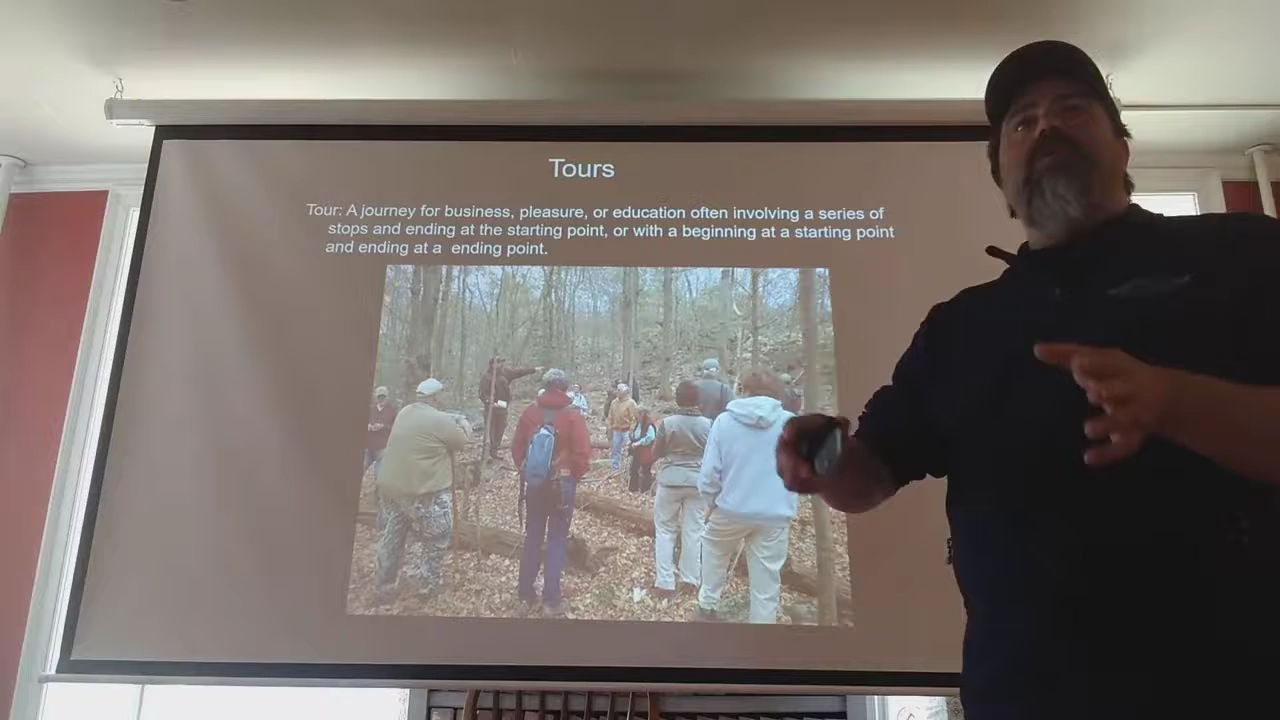 Tours
Tour: A journey for business, pleasure, or education often involving a series of
stops and ending at the starting point, or with a beginning at a starting point
and ending at a ending point.